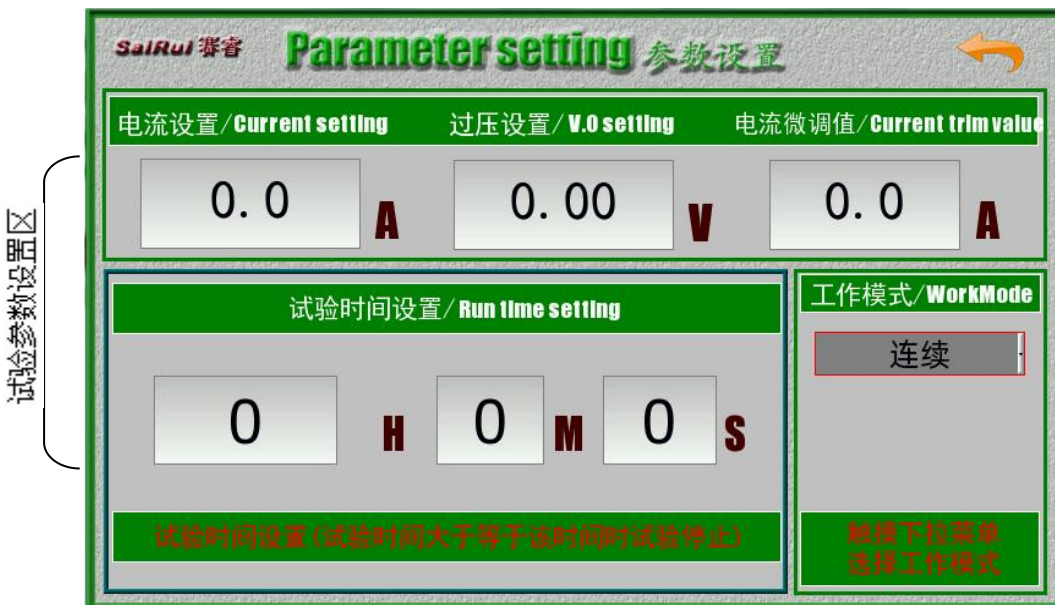 SaiRui 赛睿 Parameter setting 参数设置
电流设置/Current setting 过压设置/V.O setting 电流微调值/Current trim value
0.0 A 0.00 V 0.0 A
试验参数设置区
试验时间设置/Run time setting
工作模式/WorkMode
连续
0 H 0 M 0 S
试验时间设置(试验时间大于等于该时间时试验停止)
触摸下拉菜单
选择工作模式